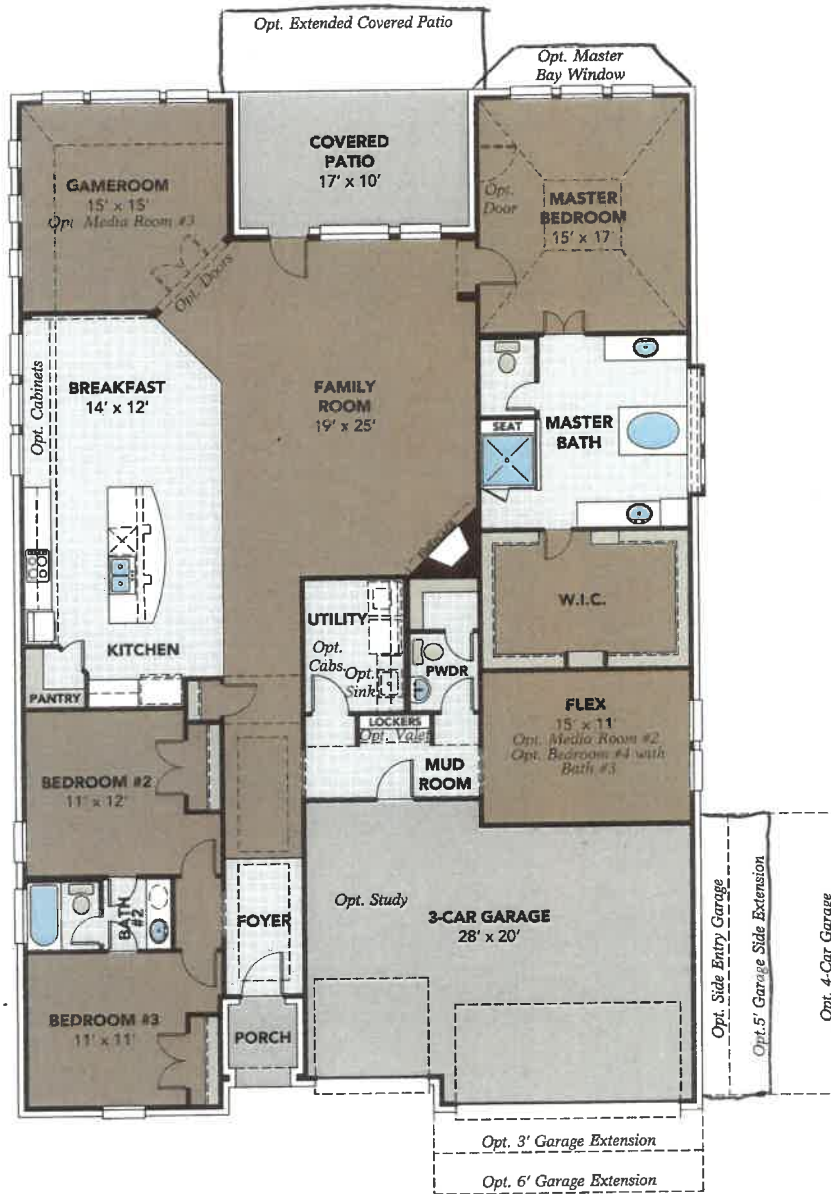 Opt. Extended Covered Patio
Opt. Master
Bay Window
COVERED
PATIO
17' x 10'
GAMEROOM
15' x 15'
Opt. Media Room #3
Opt. Doors
Opt.
Door
MASTER
BEDROOM
15' x 17'
BREAKFAST
14' x 12'
Opt. Cabinets
FAMILY
ROOM
19' x 25'
SEAT
MASTER
BATH
KITCHEN
PANTRY
UTILITY
Opt.
Cabs.
Opt.
Sink
PWDR
W.I.C.
LOCKERS
Opt. Valet
MUD
ROOM
FLEX
15' x 11'
Opt. Media Room #2
Opt. Bedroom #4 with
Bath #3
BEDROOM #2
11' x 12'
BATH
#2
FOYER
Opt. Study
3-CAR GARAGE
28' x 20'
BEDROOM #3
11' x 11'
PORCH
Opt. Side Entry Garage
Opt.5' Garage Side Extension
Opt. 4-Car Garage
Opt. 3' Garage Extension
Opt. 6' Garage Extension